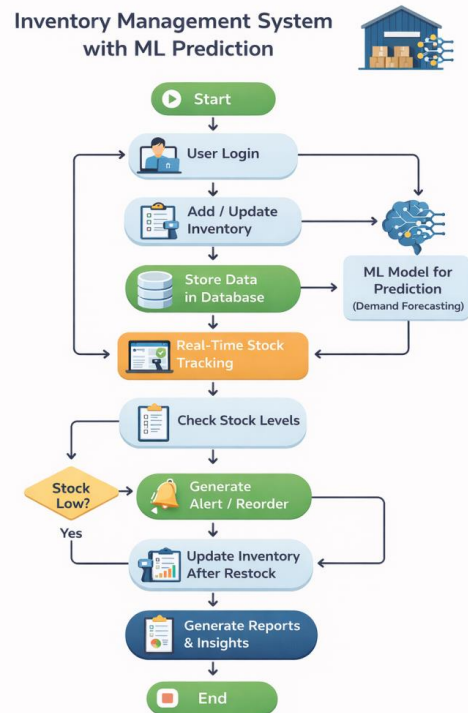 Inventory Management System
with ML Prediction
Start
User Login
Add / Update
Inventory
Store Data
in Database
ML Model for
Prediction
(Demand Forecasting)
Real-Time Stock
Tracking
Check Stock Levels
Stock
Low?
Generate
Alert / Reorder
Yes
Update Inventory
After Restock
Generate Reports
& Insights
End